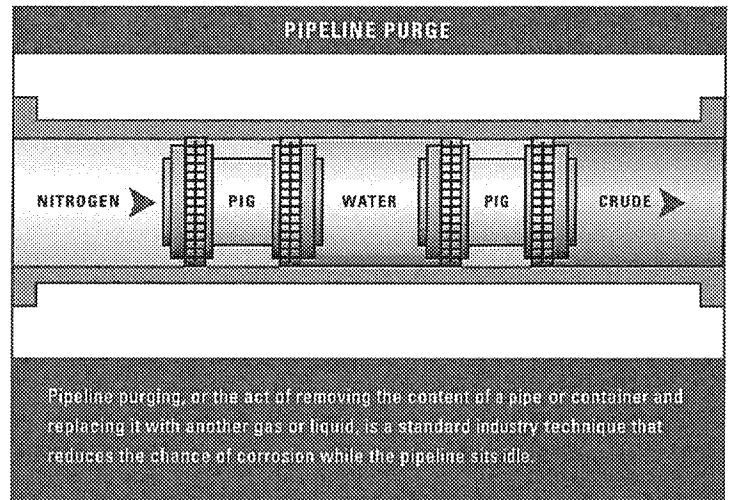 PIPELINE PURGE
NITROGEN
PIG
WATER
PIG
CRUDE
Pipeline purging, or the act of removing the content of a pipe or container and
replacing it with another gas or liquid, is a standard industry technique that
reduces the chance of corrosion while the pipeline sits idle.